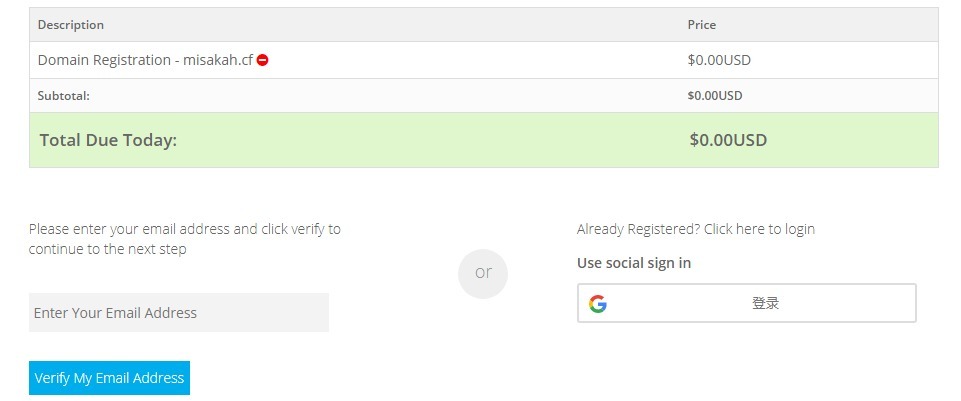 Description Price
Domain Registration - misakah.cf $0.00USD
Subtotal: $0.00USD
Total Due Today: $0.00USD
Please enter your email address and click verify to
continue to the next step
Enter Your Email Address
Verify My Email Address
or
Already Registered? Click here to login
Use social sign in
登录